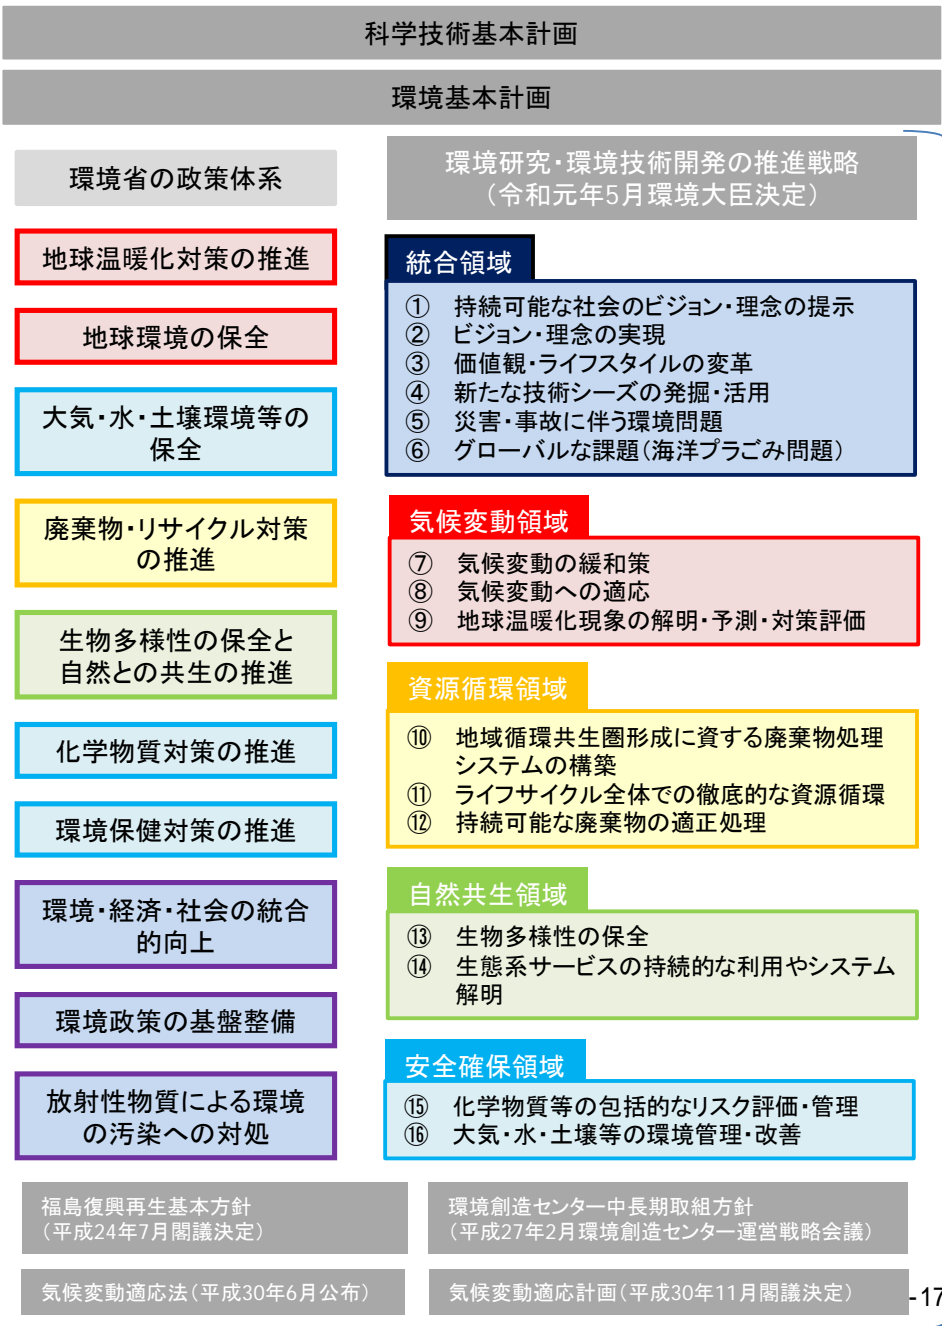 科学技術基本計画
環境基本計画
環境省の政策体系
地球温暖化対策の推進
地球環境の保全
大気・水・土壌環境等の
保全
廃棄物・リサイクル対策
の推進
生物多様性の保全と
自然との共生の推進
化学物質対策の推進
環境保健対策の推進
環境・経済・社会の統合
的向上
環境政策の基盤整備
放射性物質による環境
の汚染への対処
環境研究・環境技術開発の推進戦略
（令和元年5月環境大臣決定）
統合領域
① 持続可能な社会のビジョン・理念の提示
② ビジョン・理念の実現
③ 価値観・ライフスタイルの変革
④ 新たな技術シーズの発掘・活用
⑤ 災害・事故に伴う環境問題
⑥ グローバルな課題（海洋プラごみ問題）
気候変動領域
⑦ 気候変動の緩和策
⑧ 気候変動への適応
⑨ 地球温暖化現象の解明・予測・対策評価
資源循環領域
⑩ 地域循環共生圏形成に資する廃棄物処理
システムの構築
⑪ ライフサイクル全体での徹底的な資源循環
⑫ 持続可能な廃棄物の適正処理
自然共生領域
⑬ 生物多様性の保全
⑭ 生態系サービスの持続的な利用やシステム
解明
安全確保領域
⑮ 化学物質等の包括的なリスク評価・管理
⑯ 大気・水・土壌等の環境管理・改善
福島復興再生基本方針
（平成24年7月閣議決定）
環境創造センター中長期取組方針
（平成27年2月環境創造センター運営戦略会議）
気候変動適応法（平成30年6月公布）
気候変動適応計画（平成30年11月閣議決定）
-17